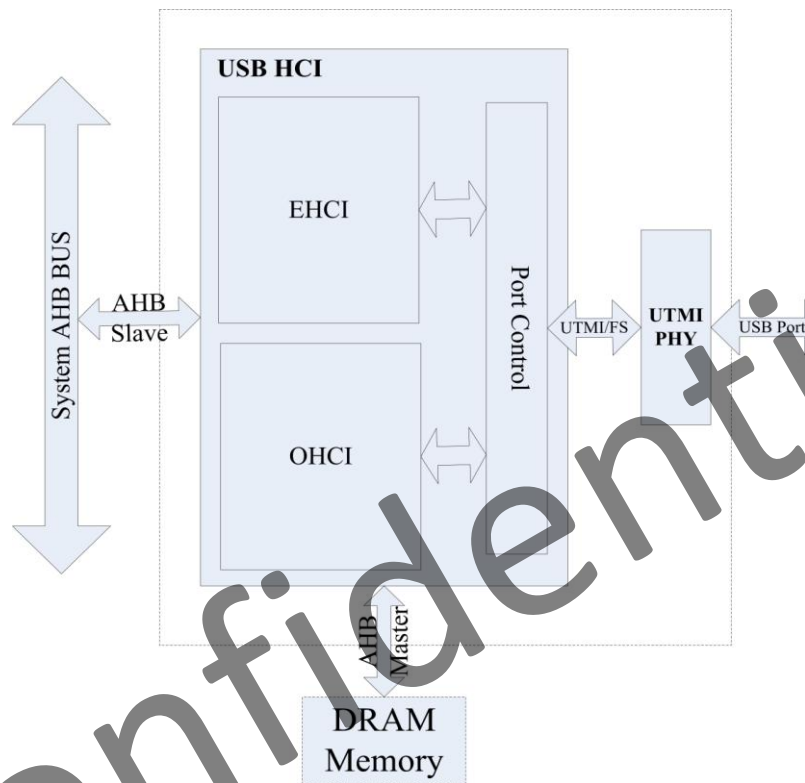 USB HCI
EHCI
Port Control
System AHB BUS
AHB
Slave
UTMI/FS
UTMI
PHY
USB Port
OHCI
AHB
Master
DRAM
Memory
onfidenti